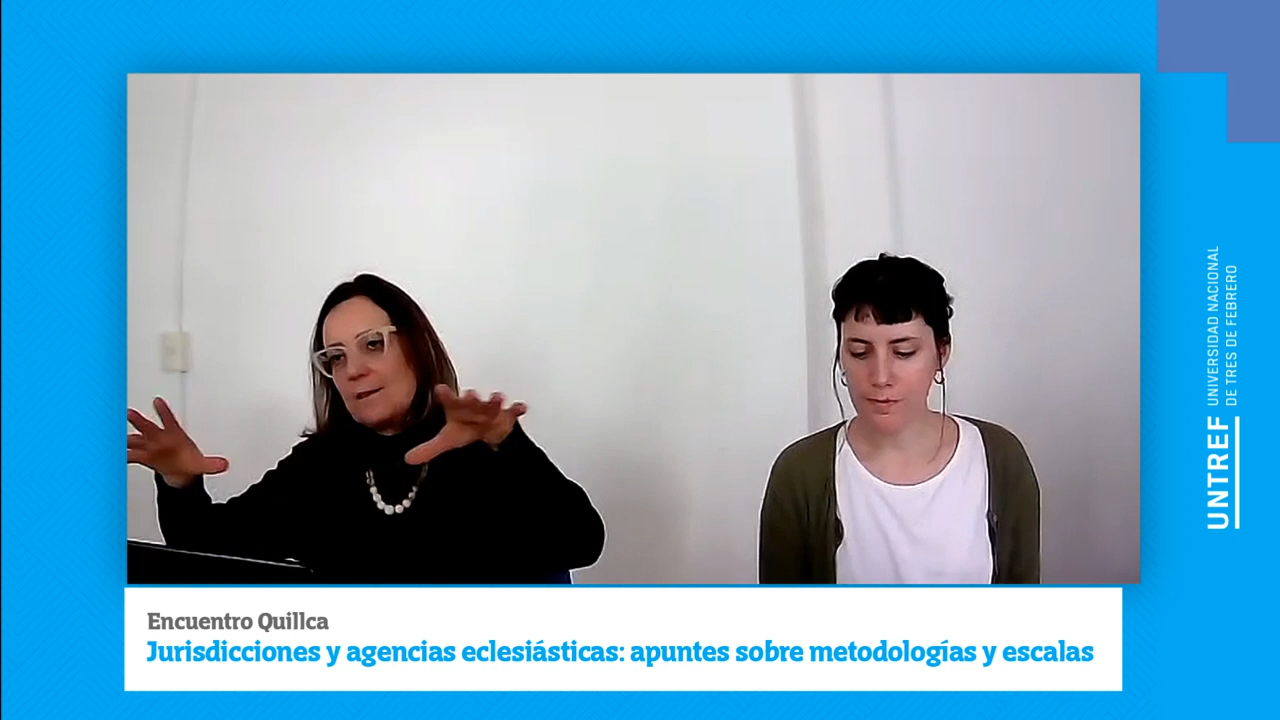 Encuentro Quillca
Jurisdicciones y agencias eclesiásticas: apuntes sobre metodologías y escalas
UNTREF
UNIVERSIDAD NACIONAL
DE TRES DE FEBRERO